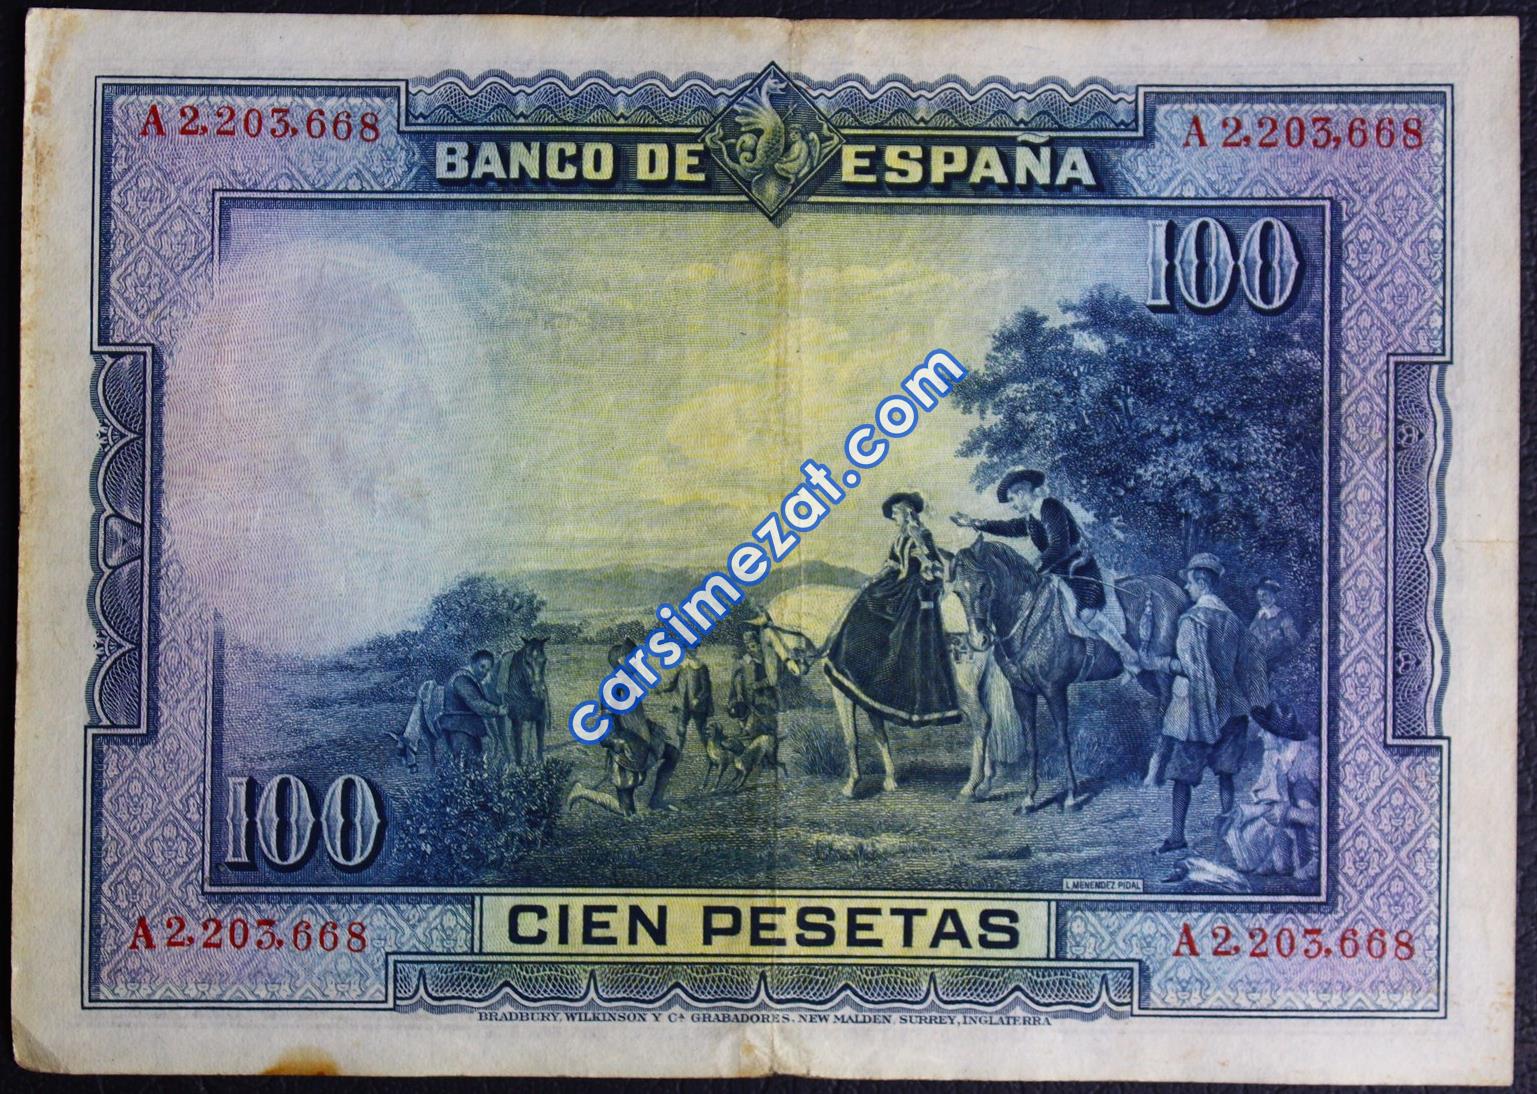 A 2,203,668
A 2,203,668
BANCO DE ESPAÑA
100
carsimezat.com
100
L. MENENDEZ PIDAL
CIEN PESETAS
A 2,203,668
A 2,203,668
BRADBURY, WILKINSON Y Cª GRABADORES. NEW MALDEN, SURREY, INGLATERRA